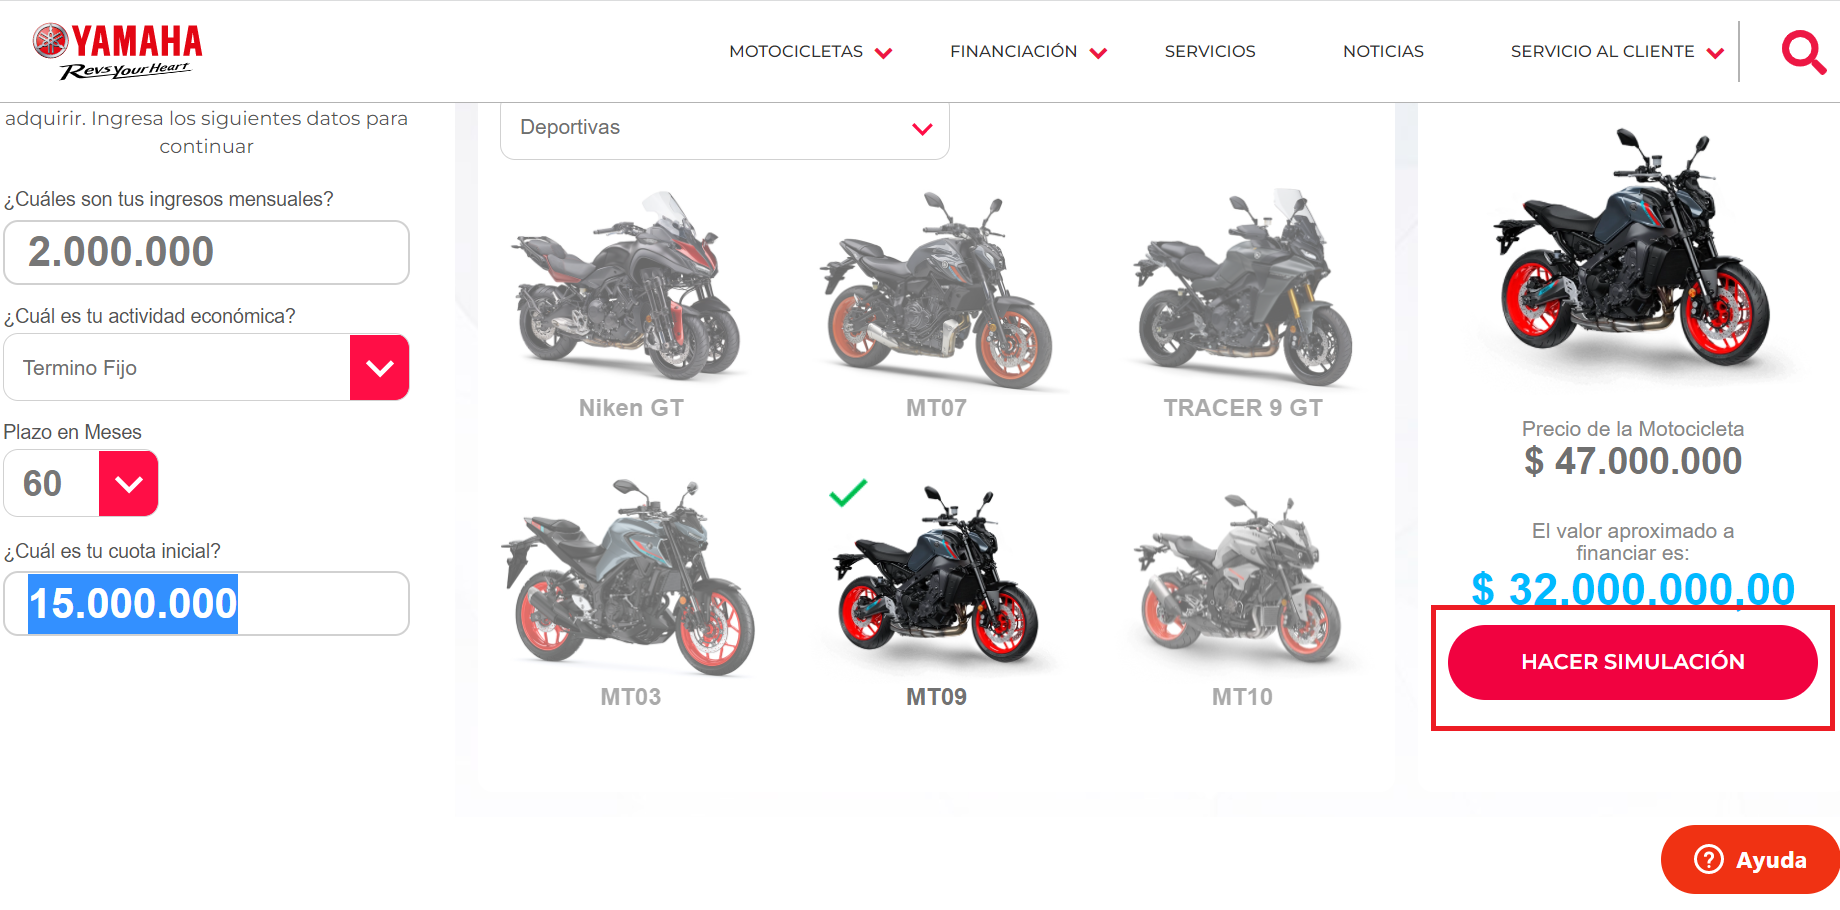 YAMAHA
Revs Your Heart
MOTOCICLETAS
FINANCIACIÓN
SERVICIOS
NOTICIAS
SERVICIO AL CLIENTE
adquirir. Ingresa los siguientes datos para
continuar
¿Cuáles son tus ingresos mensuales?
2.000.000
¿Cuál es tu actividad económica?
Termino Fijo
Plazo en Meses
60
¿Cuál es tu cuota inicial?
15.000.000
Deportivas
Niken GT
MT07
TRACER 9 GT
MT03
MT09
MT10
Precio de la Motocicleta
$ 47.000.000
El valor aproximado a
financiar es:
$ 32.000.000,00
HACER SIMULACIÓN
Ayuda